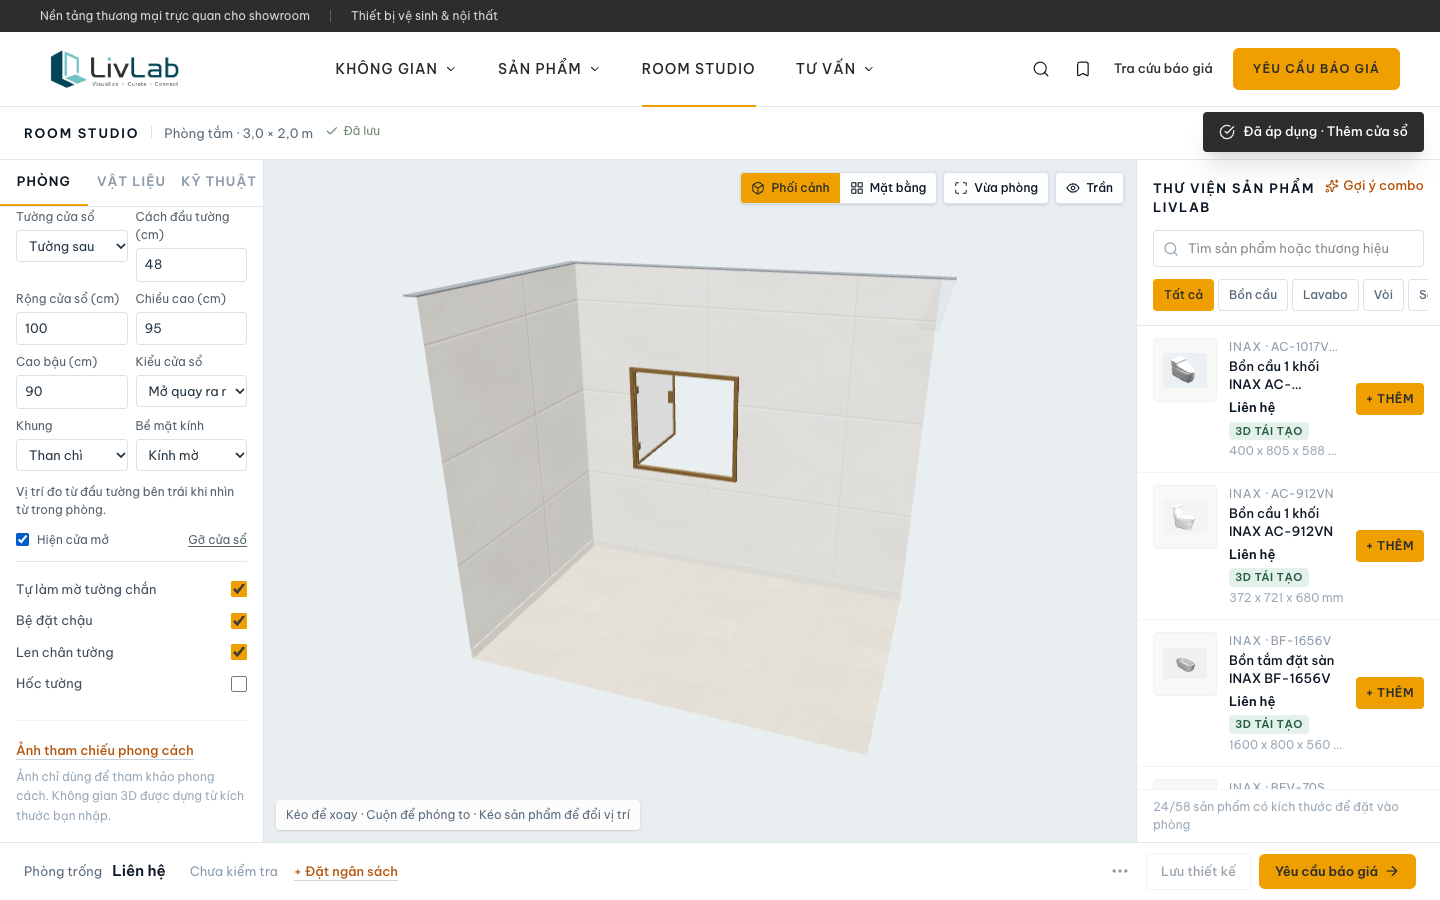 Nền tảng thương mại trực quan cho showroom
Thiết bị vệ sinh & nội thất
LivLab
Visualize • Curate • Connect
KHÔNG GIAN
SẢN PHẨM
ROOM STUDIO
TƯ VẤN
Tra cứu báo giá
YÊU CẦU BÁO GIÁ
ROOM STUDIO
Phòng tắm · 3,0 × 2,0 m
Đã lưu
Đã áp dụng · Thêm cửa sổ
PHÒNG
VẬT LIỆU
KỸ THUẬT
Tường cửa sổ
Cách đầu tường (cm)
Tường sau
48
Rộng cửa sổ (cm)
Chiều cao (cm)
100
95
Cao bậu (cm)
Kiểu cửa sổ
90
Mở quay ra r
Khung
Bề mặt kính
Than chì
Kính mờ
Vị trí đo từ đầu tường bên trái khi nhìn
từ trong phòng.
Hiện cửa mở
Gỡ cửa sổ
Tự làm mờ tường chắn
Bệ đặt chậu
Len chân tường
Hốc tường
Ảnh tham chiếu phong cách
Ảnh chỉ dùng để tham khảo phong
cách. Không gian 3D được dựng từ kích
thước bạn nhập.
Phối cảnh
Mặt bằng
Vừa phòng
Trần
Kéo để xoay · Cuộn để phóng to · Kéo sản phẩm để đổi vị trí
THƯ VIỆN SẢN PHẨM
LIVLAB
Gợi ý combo
Tìm sản phẩm hoặc thương hiệu
Tất cả
Bồn cầu
Lavabo
Vòi
INAX · AC-1017V...
Bồn cầu 1 khối
INAX AC-...
Liên hệ
3D TÁI TẠO
400 x 805 x 588 ...
+ THÊM
INAX · AC-912VN
Bồn cầu 1 khối
INAX AC-912VN
Liên hệ
3D TÁI TẠO
372 x 721 x 680 mm
+ THÊM
INAX · BF-1656V
Bồn tắm đặt sàn
INAX BF-1656V
Liên hệ
3D TÁI TẠO
1600 x 800 x 560 ...
+ THÊM
24/58 sản phẩm có kích thước để đặt vào
phòng
Phòng trống
Liên hệ
Chưa kiểm tra
+ Đặt ngân sách
Lưu thiết kế
Yêu cầu báo giá